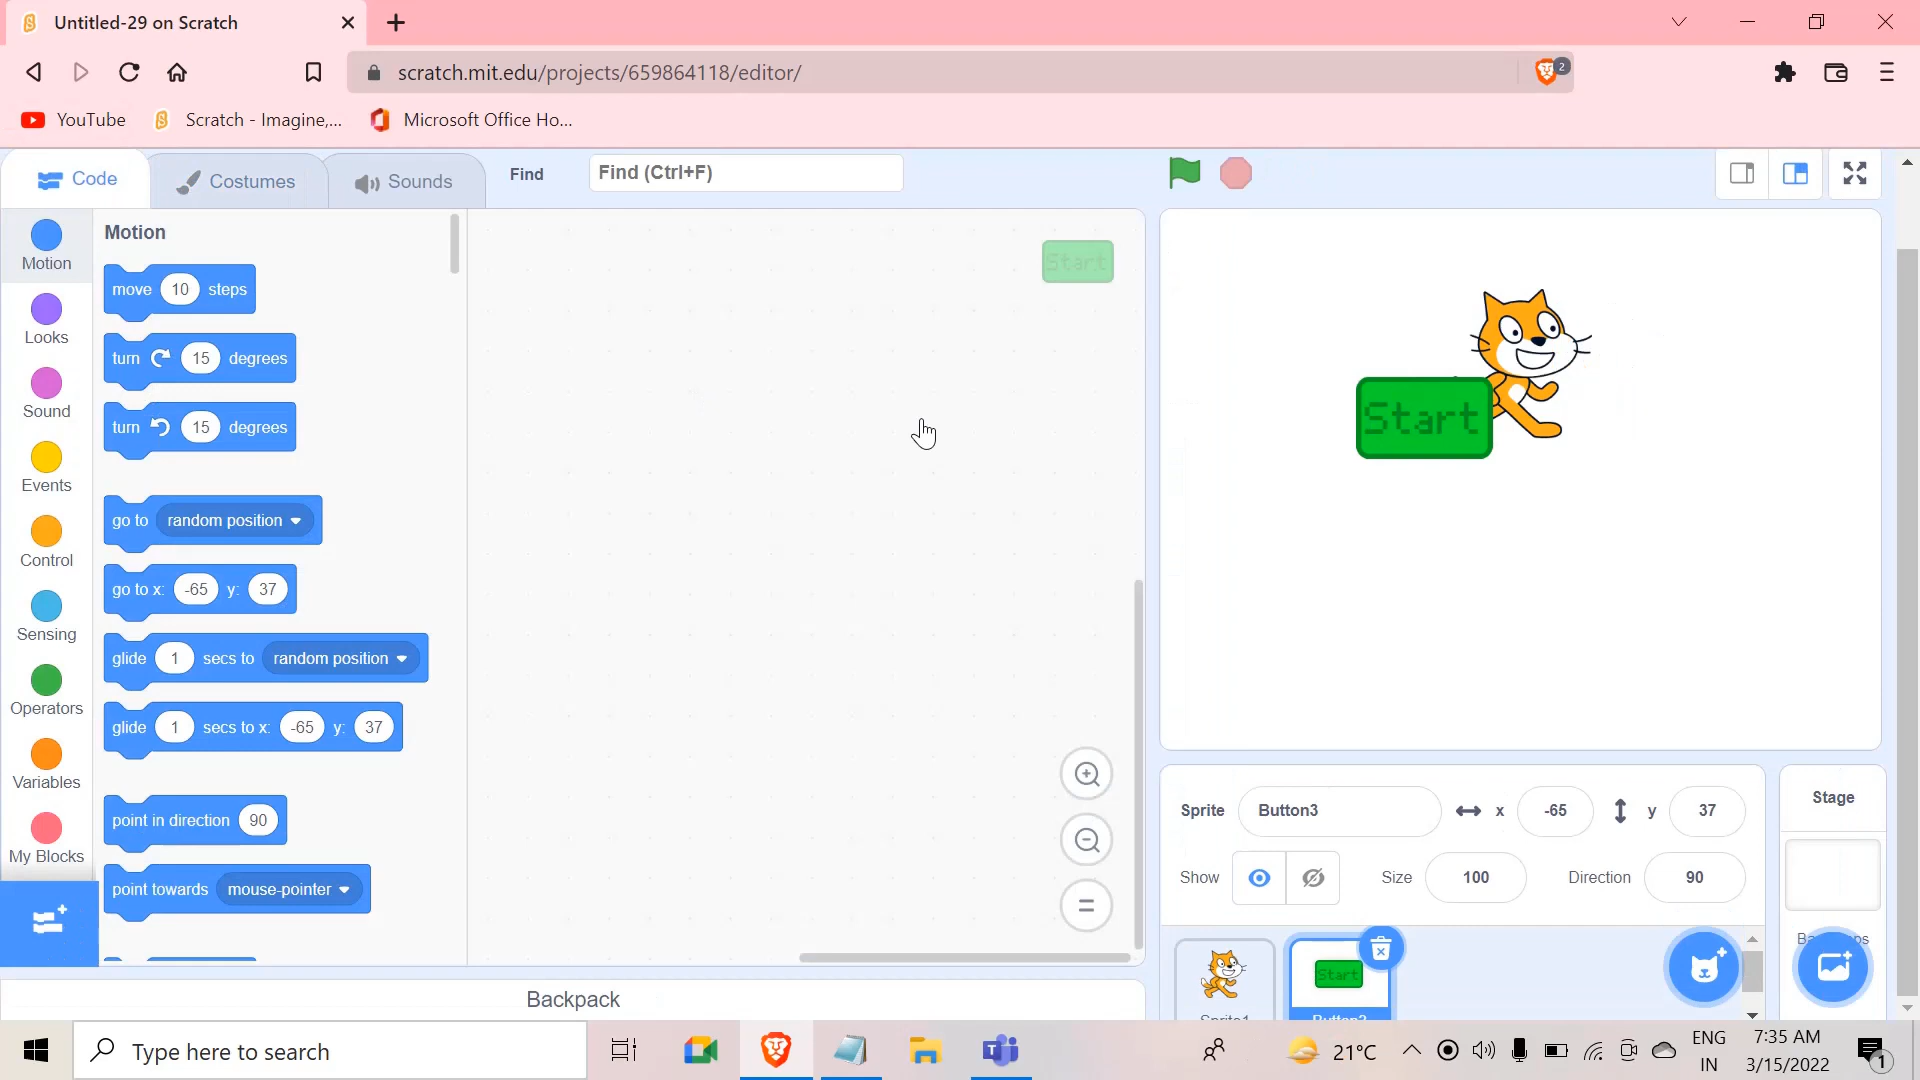 Untitled-29 on Scratch
scratch.mit.edu/projects/659864118/editor/
2
YouTube
Scratch - Imagine,...
Microsoft Office Ho...
Code
Costumes
Sounds
Find
Find (Ctrl+F)
Motion
Looks
Sound
Events
Control
Sensing
Operators
Variables
My Blocks
Motion
move 10 steps
turn 15 degrees
turn 15 degrees
go to random position
go to x: -65 y: 37
glide 1 secs to random position
glide 1 secs to x: -65 y: 37
point in direction 90
point towards mouse-pointer
Start
Backpack
Start
Sprite Button3 x -65 y 37
Show Size 100 Direction 90
Sprite1
Start
Button3
Stage
Backdrops
Type here to search
21°C
ENG
IN
7:35 AM
3/15/2022
1